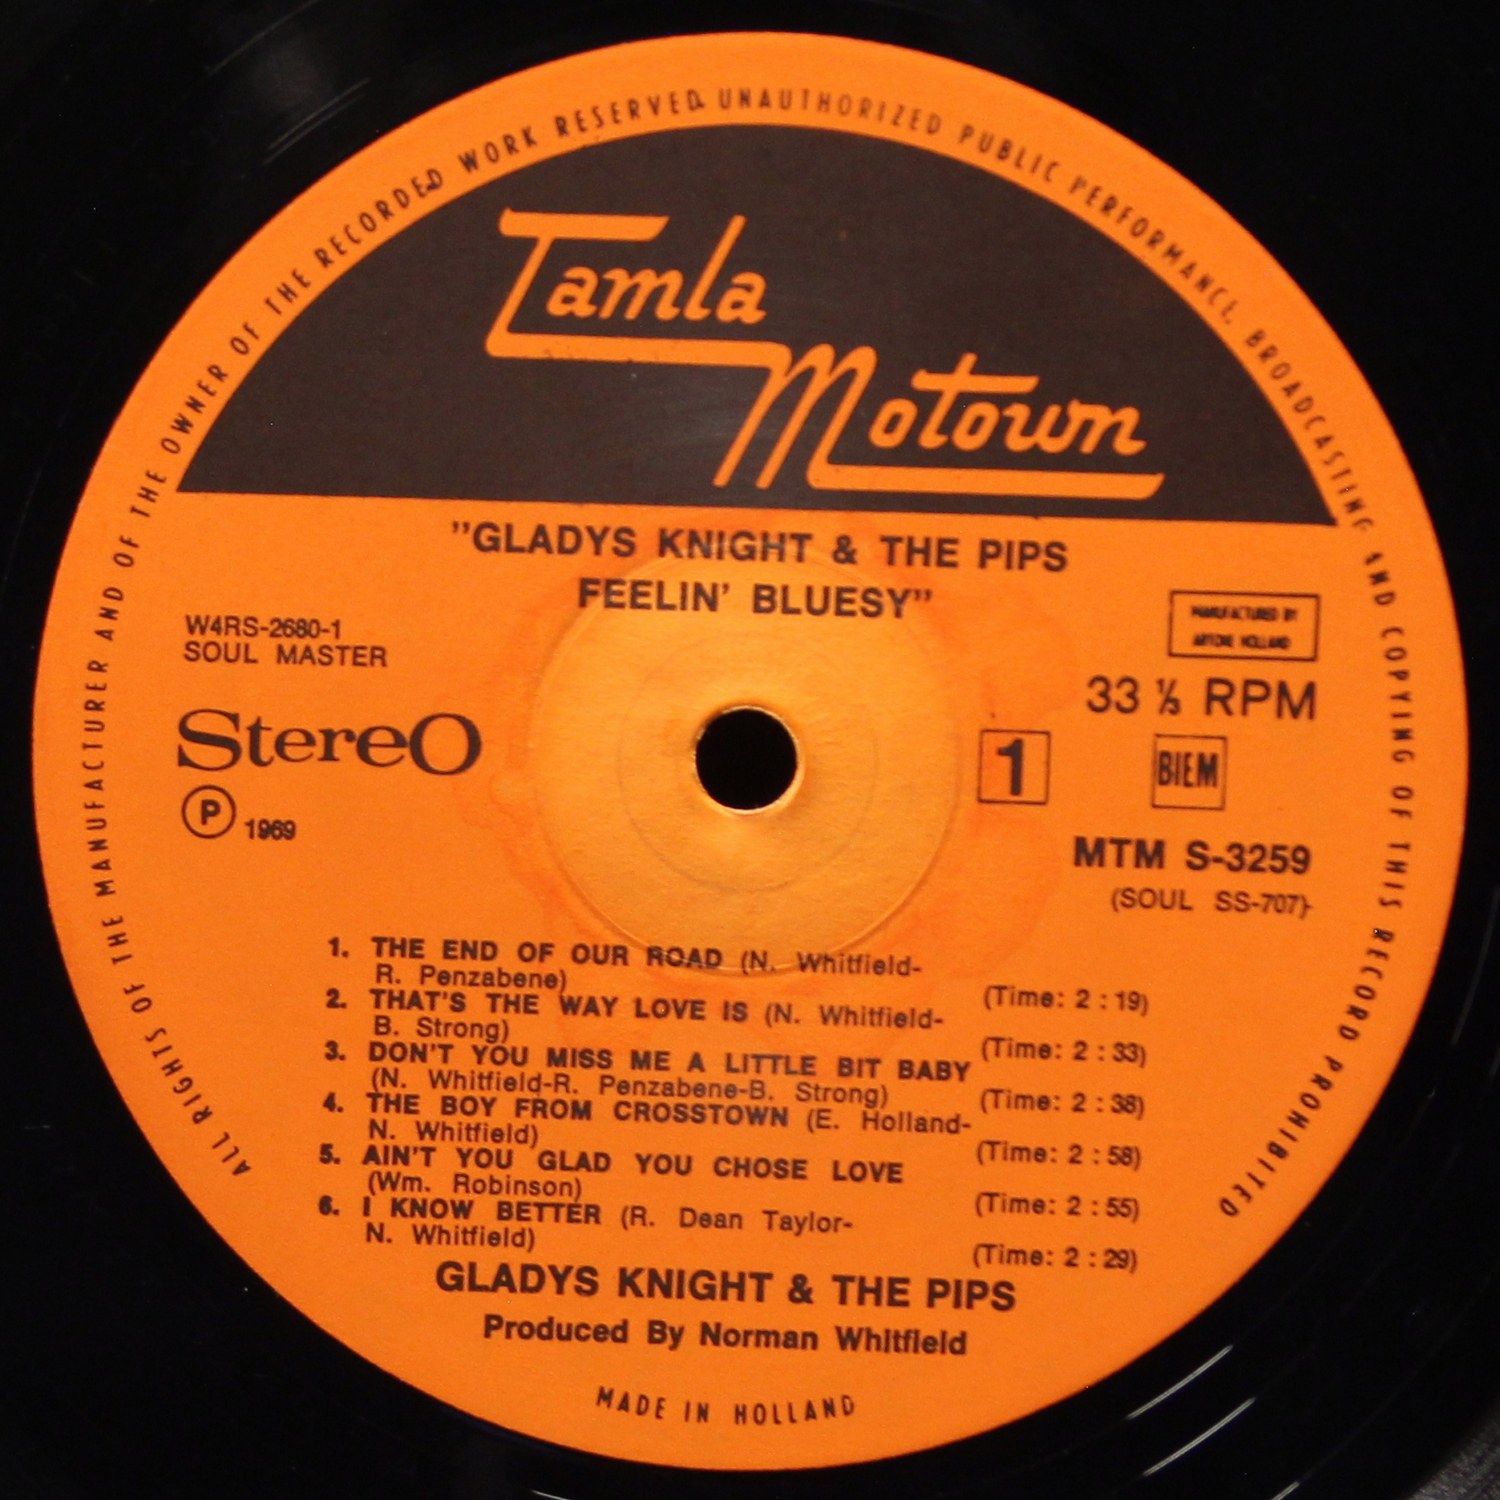 ALL RIGHTS OF THE MANUFACTURER AND OF THE OWNER OF THE RECORDED WORK RESERVED. UNAUTHORIZED PUBLIC PERFORMANCE, BROADCASTING AND COPYING OF THIS RECORD PROHIBITED
Tamla
Motown
"GLADYS KNIGHT & THE PIPS
FEELIN' BLUESY"
W4RS-2680-1
SOUL MASTER
MANUFACTURED BY
ARTONE HOLLAND
33 ⅓ RPM
Stereo
1
BIEM
Ⓟ 1969
MTM S-3259
(SOUL SS-707)
1. THE END OF OUR ROAD (N. Whitfield-
R. Penzabene) (Time: 2 : 19)
2. THAT'S THE WAY LOVE IS (N. Whitfield-
B. Strong) (Time: 2 : 33)
3. DON'T YOU MISS ME A LITTLE BIT BABY
(N. Whitfield-R. Penzabene-B. Strong) (Time: 2 : 38)
4. THE BOY FROM CROSSTOWN (E. Holland-
N. Whitfield) (Time: 2 : 58)
5. AIN'T YOU GLAD YOU CHOSE LOVE
(Wm. Robinson) (Time: 2 : 55)
6. I KNOW BETTER (R. Dean Taylor-
N. Whitfield) (Time: 2 : 29)
GLADYS KNIGHT & THE PIPS
Produced By Norman Whitfield
MADE IN HOLLAND